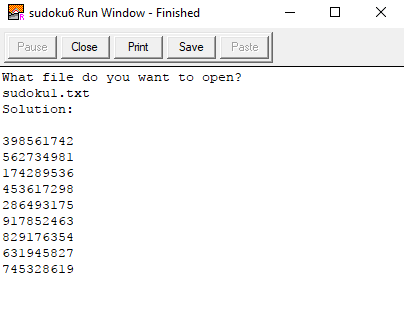 sudoku6 Run Window - Finished
Pause Close Print Save Paste
What file do you want to open?
sudoku1.txt
Solution:
398561742
562734981
174289536
453617298
286493175
917852463
829176354
631945827
745328619